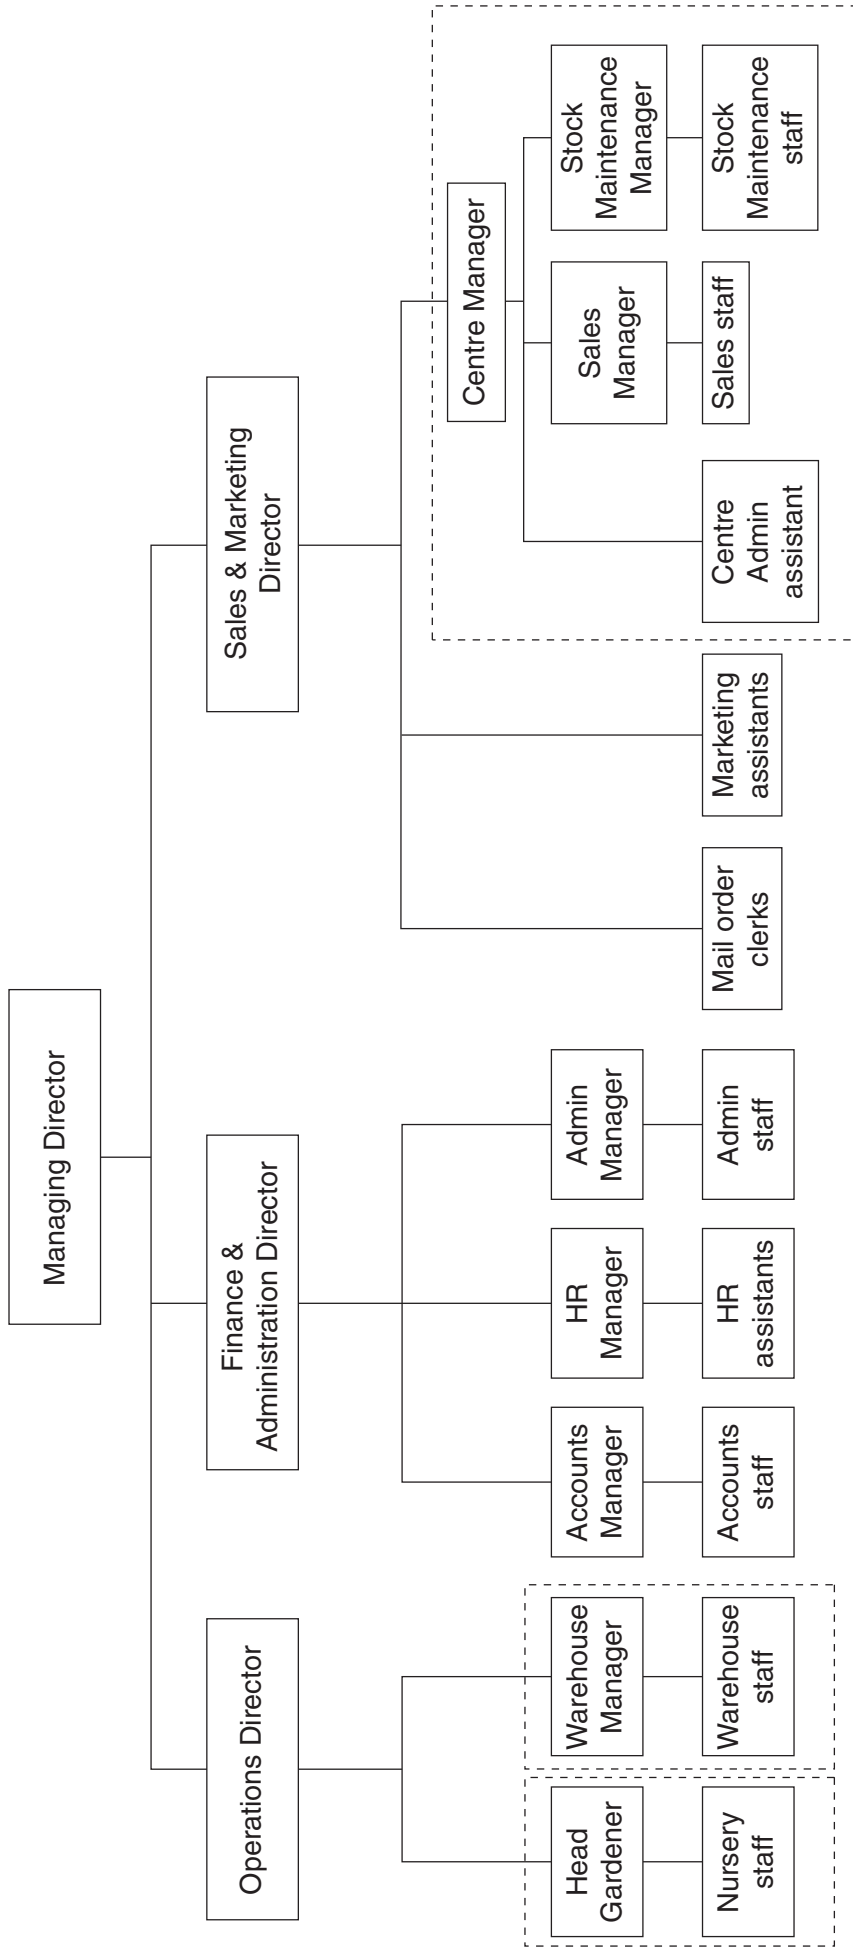 Managing Director
Operations Director
Finance &
Administration Director
Sales & Marketing
Director
Centre Manager
Head
Gardener
Warehouse
Manager
Accounts
Manager
HR
Manager
Admin
Manager
Sales
Manager
Stock
Maintenance
Manager
Nursery
staff
Warehouse
staff
Accounts
staff
HR
assistants
Admin
staff
Mail order
clerks
Marketing
assistants
Centre
Admin
assistant
Sales staff
Stock
Maintenance
staff